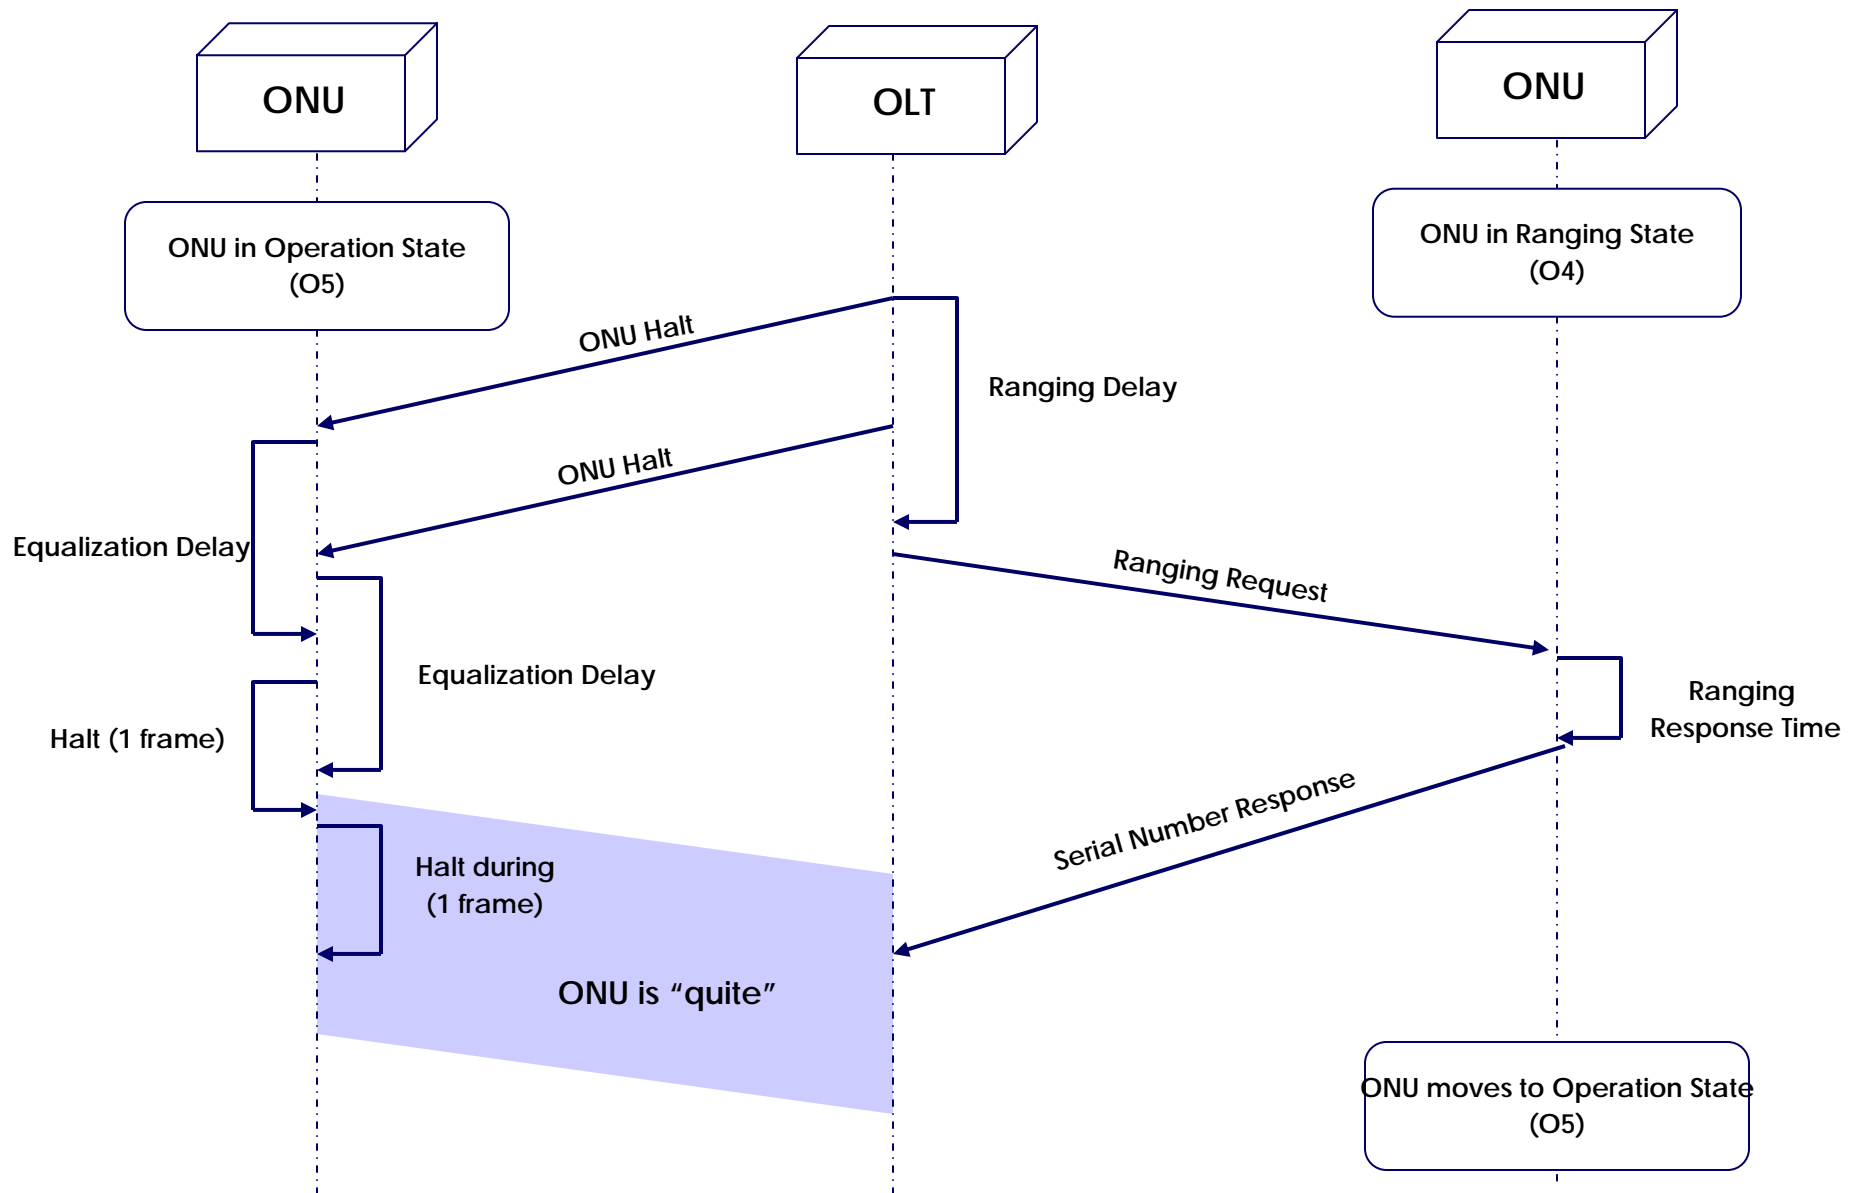 ONU
OLT
ONU
ONU in Operation State
(O5)
ONU in Ranging State
(O4)
ONU Halt
Ranging Delay
ONU Halt
Equalization Delay
Ranging Request
Equalization Delay
Ranging
Response Time
Halt (1 frame)
Serial Number Response
Halt during
(1 frame)
ONU is “quite”
ONU moves to Operation State
(O5)